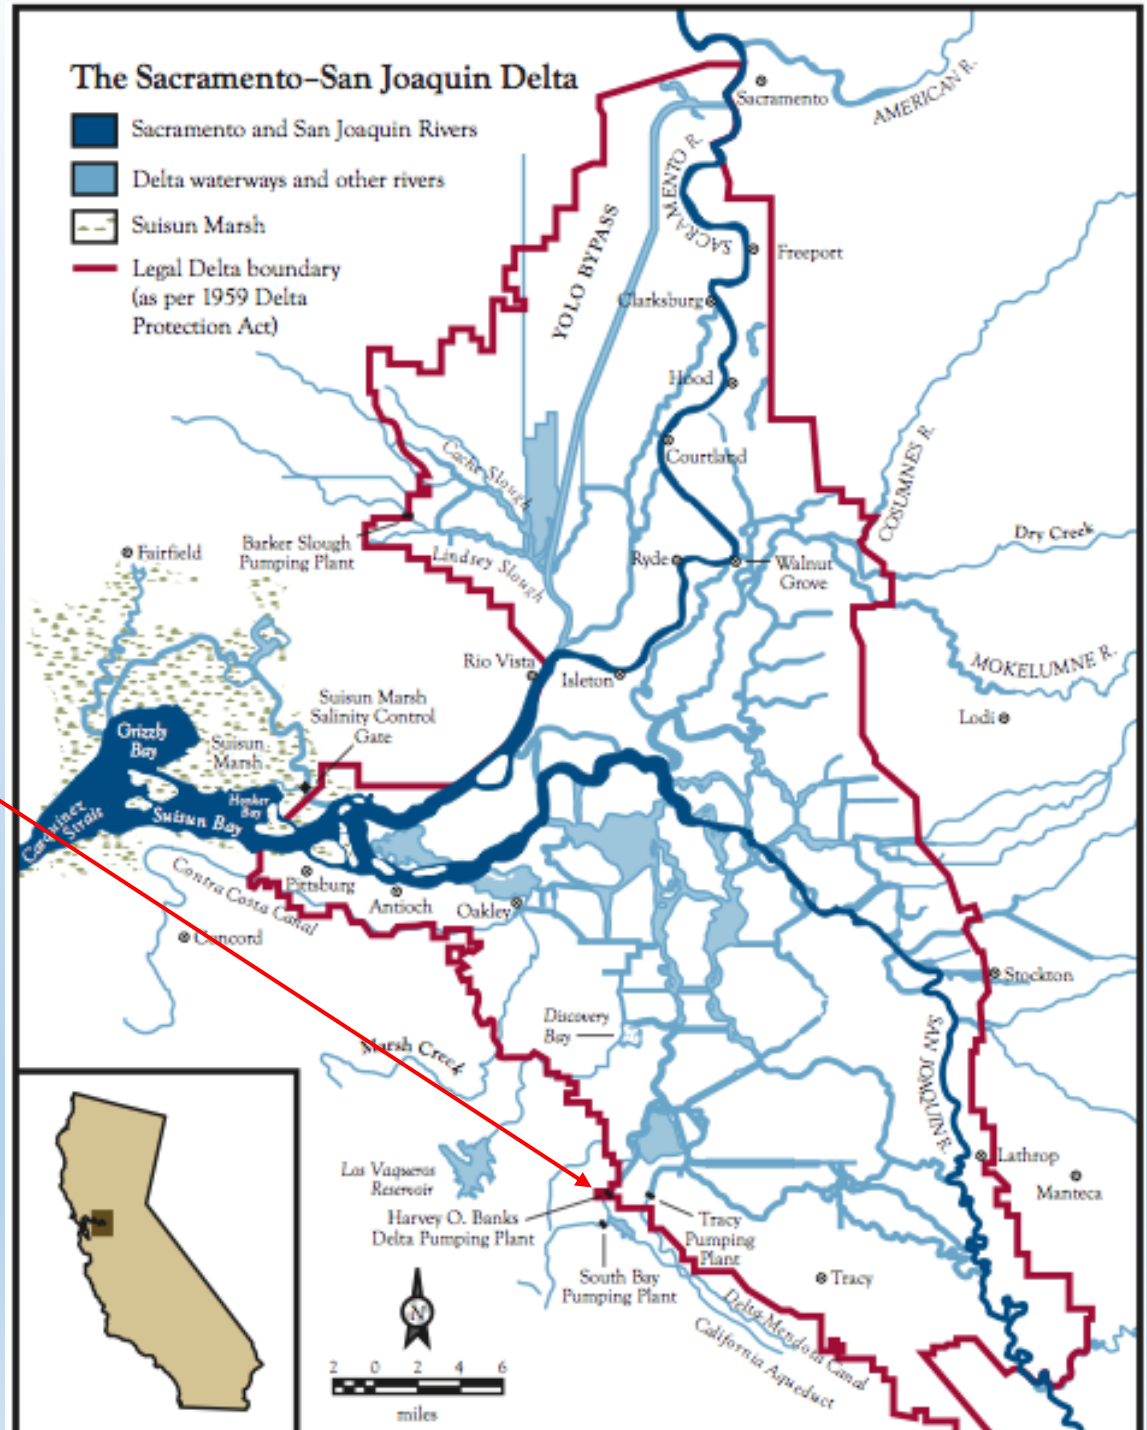 The Sacramento–San Joaquin Delta
Sacramento and San Joaquin Rivers
Delta waterways and other rivers
Suisun Marsh
Legal Delta boundary
(as per 1959 Delta
Protection Act)
Sacramento
AMERICAN R.
SACRAMENTO R.
YOLO BYPASS
Freeport
Clarksburg
Hood
Courtland
COSUMNES R.
Cache Slough
Dry Creek
Barker Slough
Pumping Plant
Fairfield
Lindsey Slough
Ryde
Walnut
Grove
Rio Vista
Isleton
MOKELUMNE R.
Lodi
Suisun Marsh
Salinity Control
Gate
Grizzly
Bay
Suisun
Marsh
Honker
Bay
Suisun Bay
Carquinez
Strait
Contra Costa Canal
Pittsburg
Antioch
Oakley
Concord
Stockton
Discovery
Bay
SAN JOAQUIN R.
Marsh Creek
Lathrop
Manteca
Los Vaqueros
Reservoir
Harvey O. Banks
Delta Pumping Plant
Tracy
Pumping
Plant
South Bay
Pumping Plant
Tracy
Delta Mendota Canal
California Aqueduct
N
2 0 2 4 6
miles